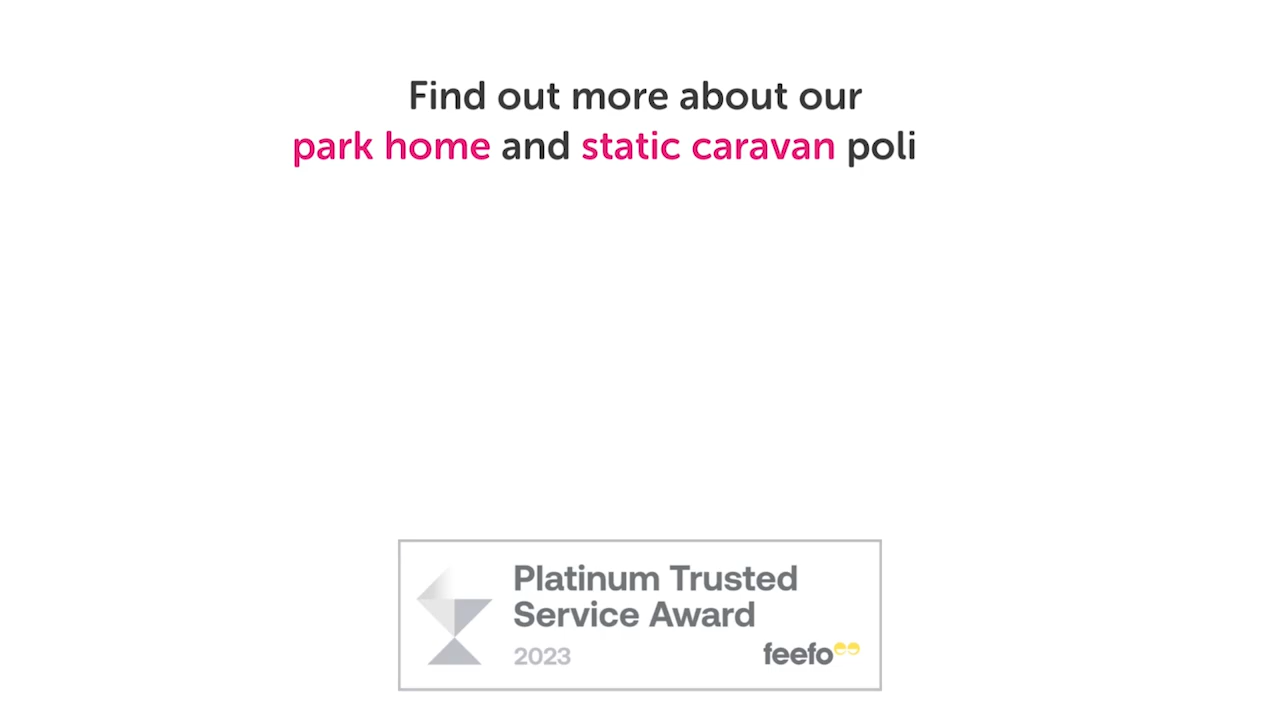 Find out more about our
park home and static caravan poli
Platinum Trusted
Service Award
2023
feefo